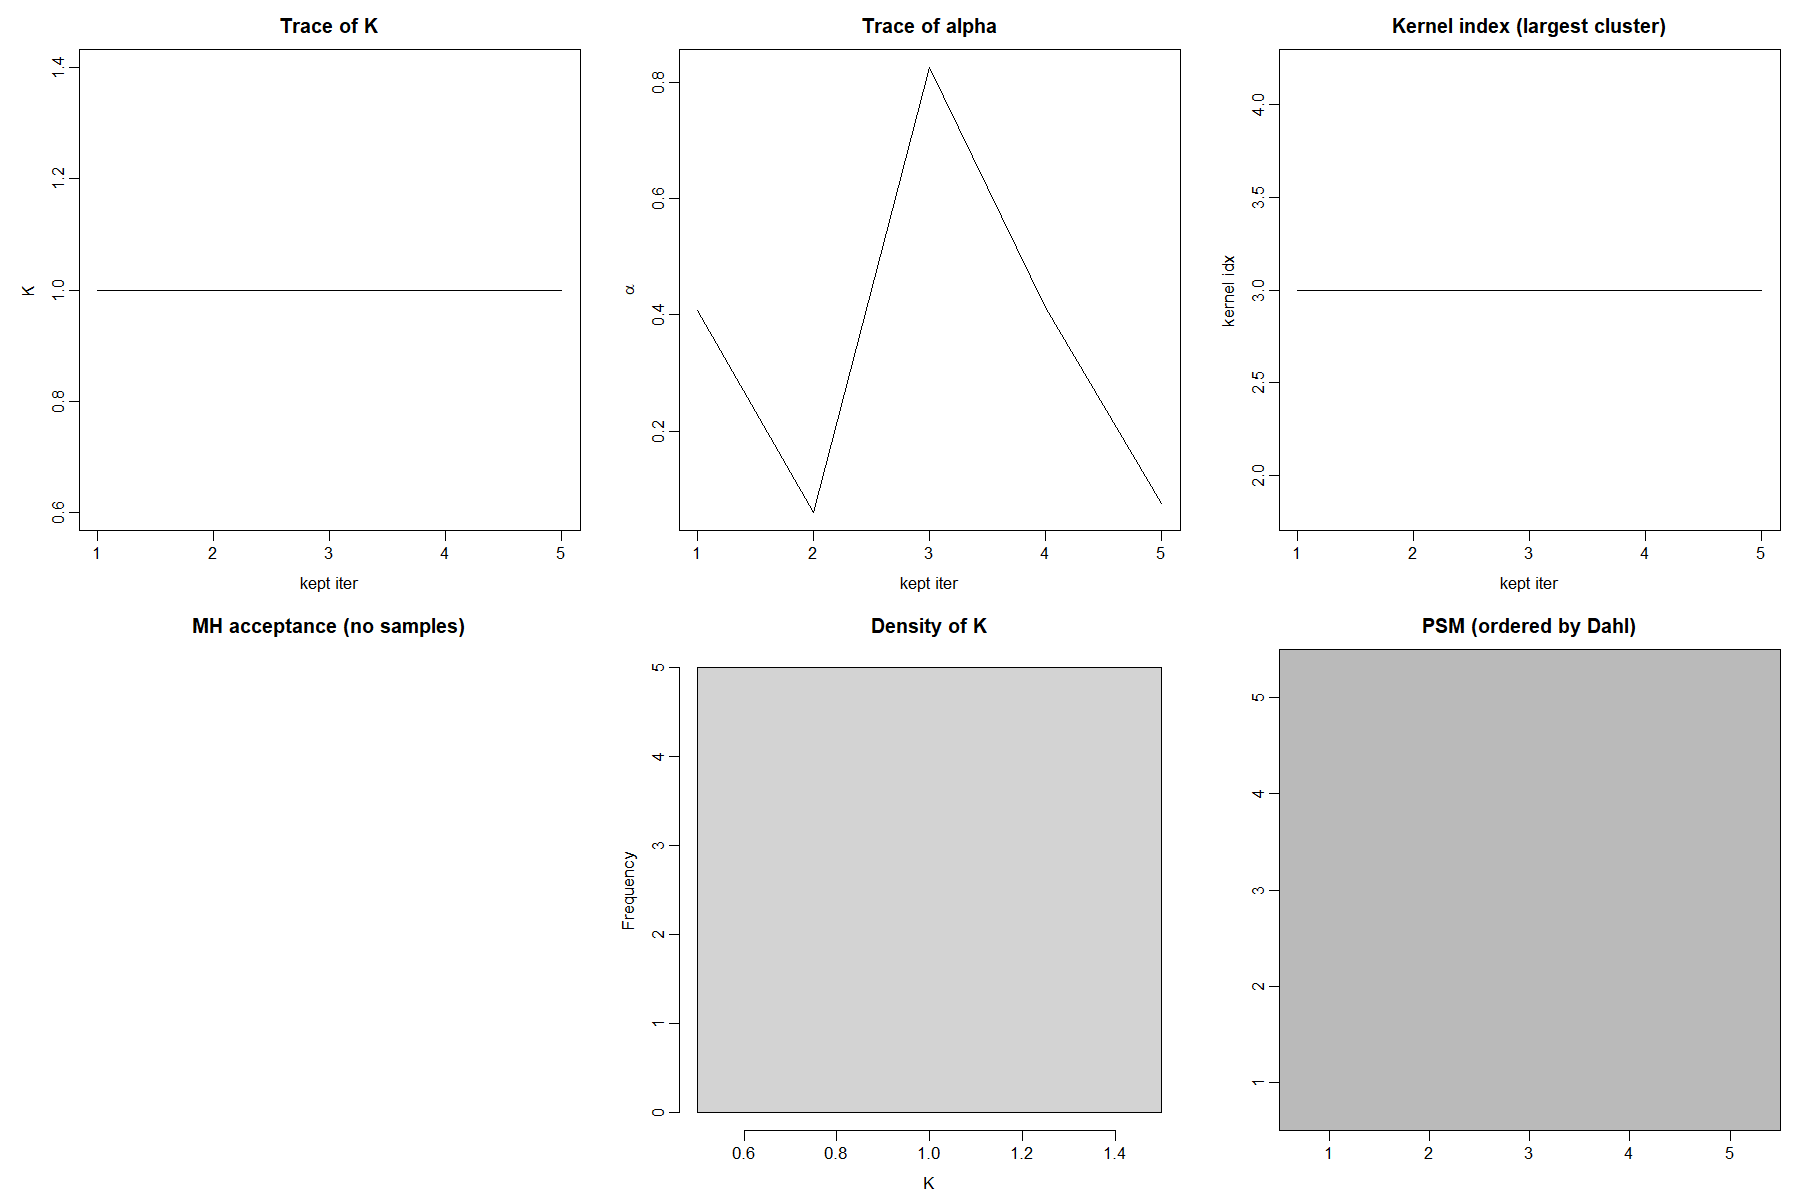 Trace of K
1.4
1.2
1.0
0.8
0.6
K
1 2 3 4 5
kept iter
Trace of alpha
0.8
0.6
0.4
0.2
α
1 2 3 4 5
kept iter
Kernel index (largest cluster)
4.0
3.5
3.0
2.5
2.0
kernel idx
1 2 3 4 5
kept iter
MH acceptance (no samples)
Density of K
5
4
3
2
1
0
Frequency
0.6 0.8 1.0 1.2 1.4
K
PSM (ordered by Dahl)
5
4
3
2
1
1 2 3 4 5